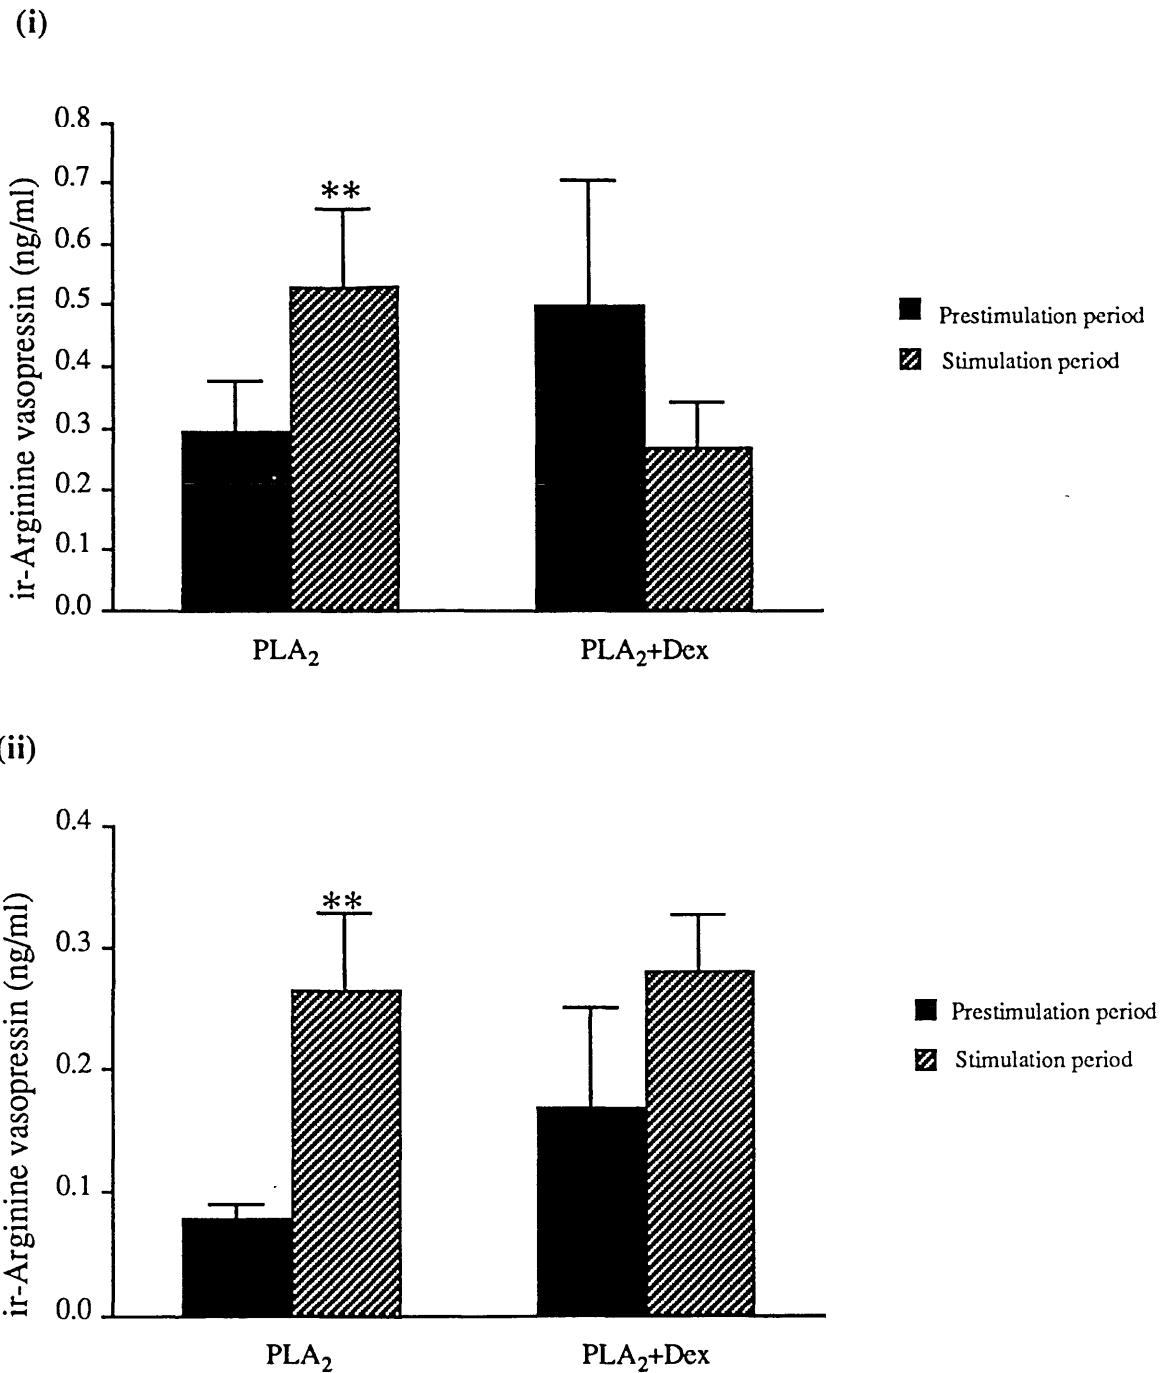 (i)
0.8
0.7
0.6
0.5
0.4
0.3
0.2
0.1
0.0
ir-Arginine vasopressin (ng/ml)
**
PLA2
PLA2+Dex
Prestimulation period
Stimulation period
(ii)
0.4
0.3
0.2
0.1
0.0
ir-Arginine vasopressin (ng/ml)
**
PLA2
PLA2+Dex
Prestimulation period
Stimulation period